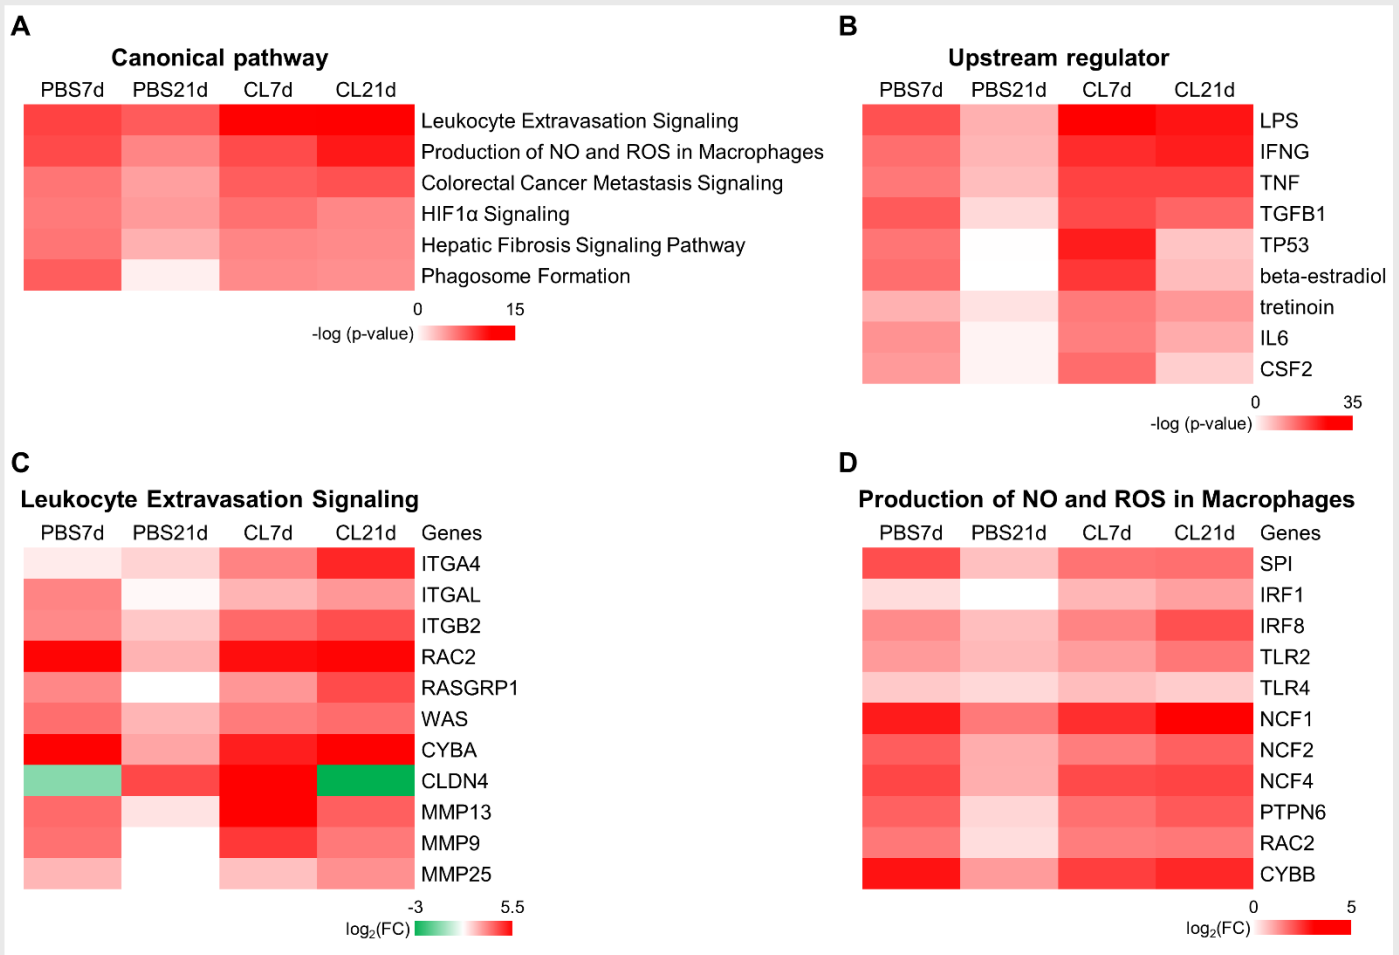 A
Canonical pathway
PBS7d PBS21d CL7d CL21d
Leukocyte Extravasation Signaling
Production of NO and ROS in Macrophages
Colorectal Cancer Metastasis Signaling
HIF1α Signaling
Hepatic Fibrosis Signaling Pathway
Phagosome Formation
0 15
-log (p-value)
B
Upstream regulator
PBS7d PBS21d CL7d CL21d
LPS
IFNG
TNF
TGFB1
TP53
beta-estradiol
tretinoin
IL6
CSF2
0 35
-log (p-value)
C
Leukocyte Extravasation Signaling
PBS7d PBS21d CL7d CL21d Genes
ITGA4
ITGAL
ITGB2
RAC2
RASGRP1
WAS
CYBA
CLDN4
MMP13
MMP9
MMP25
-3 5.5
log₂(FC)
D
Production of NO and ROS in Macrophages
PBS7d PBS21d CL7d CL21d Genes
SPI
IRF1
IRF8
TLR2
TLR4
NCF1
NCF2
NCF4
PTPN6
RAC2
CYBB
0 5
log₂(FC)